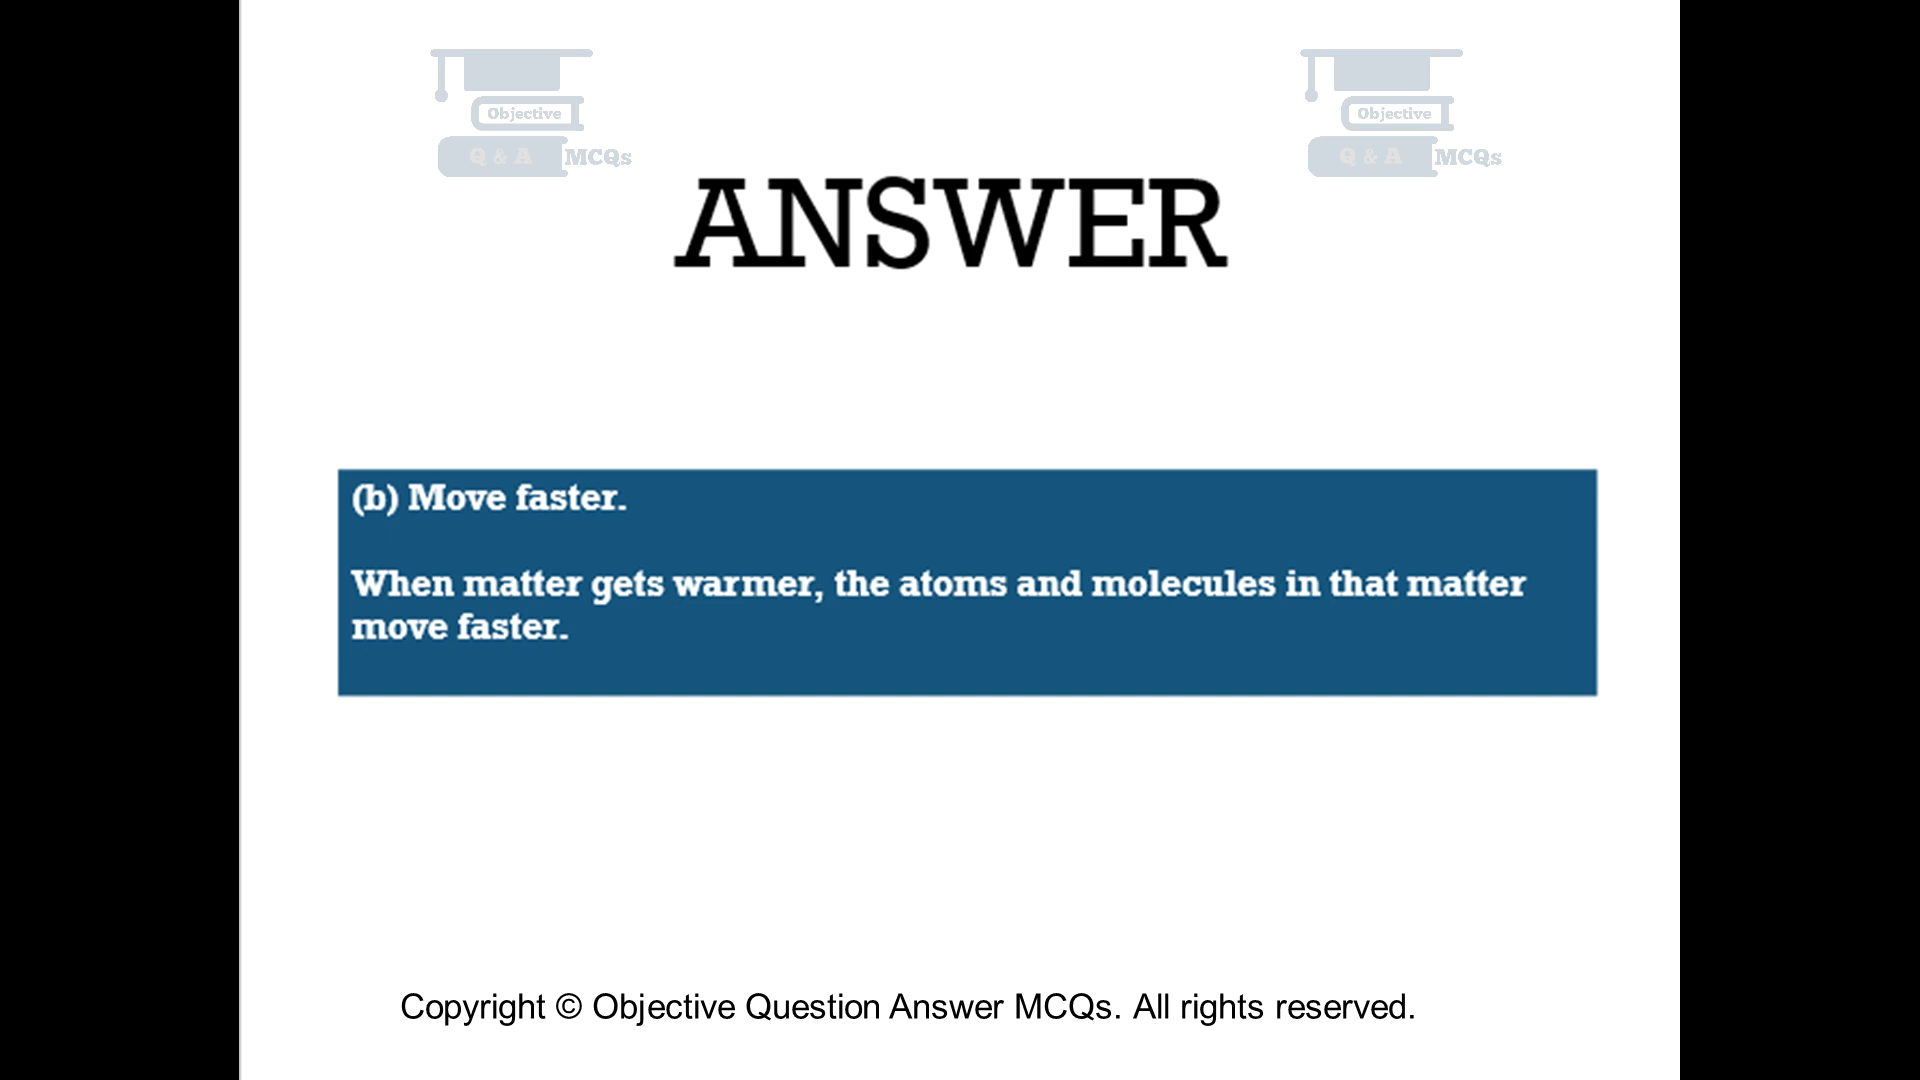 Objective
Q & A MCQs
Objective
Q & A MCQs
ANSWER
(b) Move faster.
When matter gets warmer, the atoms and molecules in that matter
move faster.
Copyright © Objective Question Answer MCQs. All rights reserved.